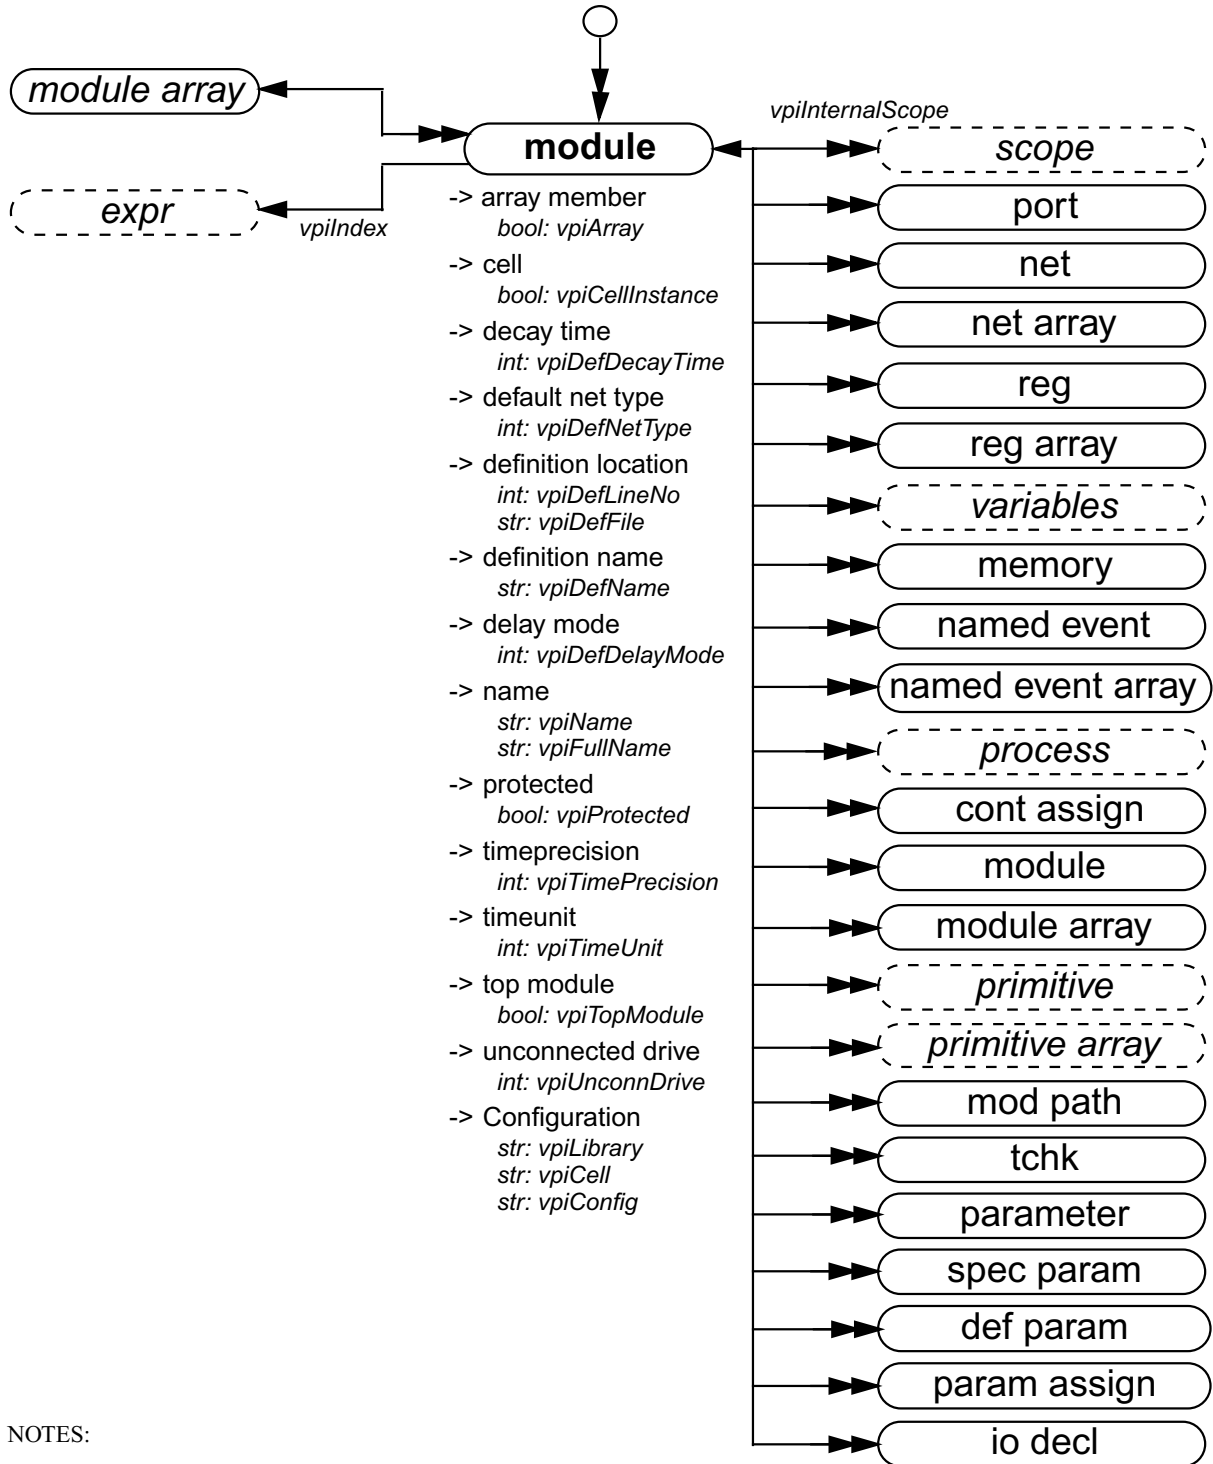 module array
expr
vpiIndex
module
-> array member
bool: vpiArray
-> cell
bool: vpiCellInstance
-> decay time
int: vpiDefDecayTime
-> default net type
int: vpiDefNetType
-> definition location
int: vpiDefLineNo
str: vpiDefFile
-> definition name
str: vpiDefName
-> delay mode
int: vpiDefDelayMode
-> name
str: vpiName
str: vpiFullName
-> protected
bool: vpiProtected
-> timeprecision
int: vpiTimePrecision
-> timeunit
int: vpiTimeUnit
-> top module
bool: vpiTopModule
-> unconnected drive
int: vpiUnconnDrive
-> Configuration
str: vpiLibrary
str: vpiCell
str: vpiConfig
vpiInternalScope
scope
port
net
net array
reg
reg array
variables
memory
named event
named event array
process
cont assign
module
module array
primitive
primitive array
mod path
tchk
parameter
spec param
def param
param assign
io decl
NOTES: